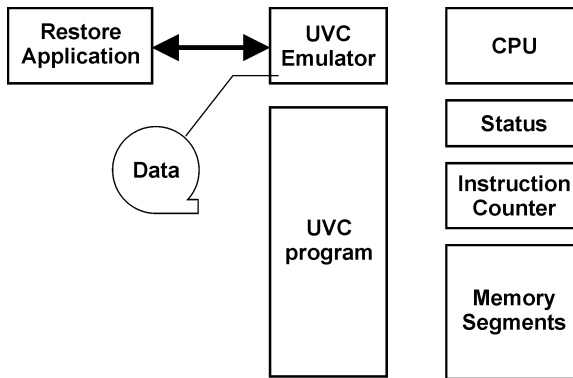 Restore
Application
UVC
Emulator
CPU
Status
Data
Instruction
Counter
UVC
program
Memory
Segments